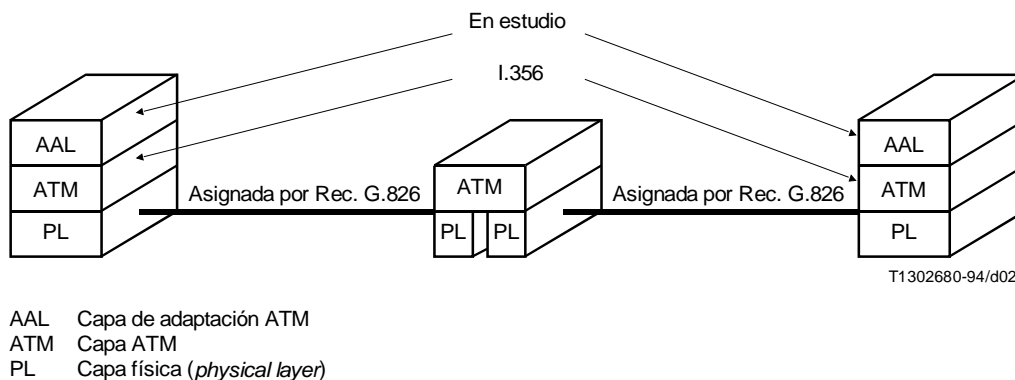 En estudio
I.356
AAL
ATM
PL
Asignada por Rec. G.826
ATM
PL PL
Asignada por Rec. G.826
AAL
ATM
PL
T1302680-94/d02
AAL Capa de adaptación ATM
ATM Capa ATM
PL Capa física (physical layer)